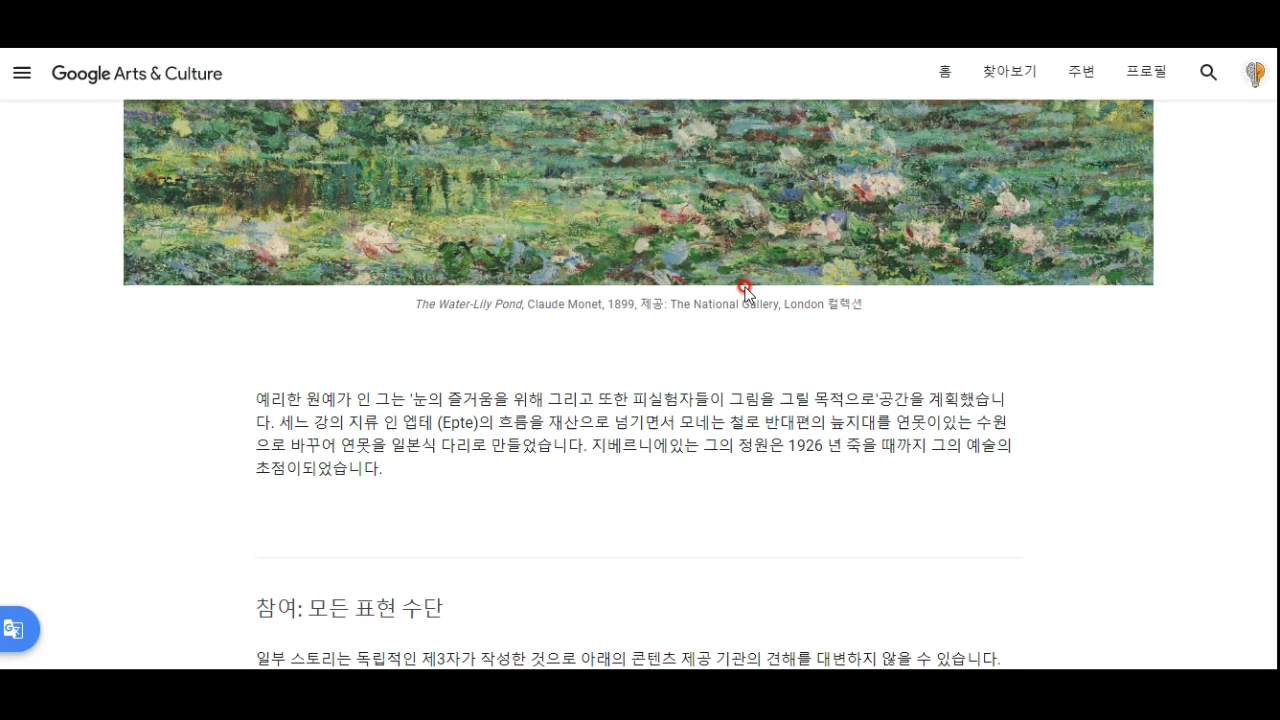 Google Arts & Culture
홈 찾아보기 주변 프로필
The Water-Lily Pond, Claude Monet, 1899, 제공: The National Gallery, London 컬렉션
예리한 원예가 인 그는 '눈의 즐거움을 위해 그리고 또한 피실험자들이 그림을 그릴 목적으로'공간을 계획했습니
다. 세느 강의 지류 인 엡테 (Epte)의 흐름을 재산으로 넘기면서 모네는 철로 반대편의 늪지대를 연못이있는 수원
으로 바꾸어 연못을 일본식 다리로 만들었습니다. 지베르니에있는 그의 정원은 1926 년 죽을 때까지 그의 예술의
초점이되었습니다.
참여: 모든 표현 수단
일부 스토리는 독립적인 제3자가 작성한 것으로 아래의 콘텐츠 제공 기관의 견해를 대변하지 않을 수 있습니다.